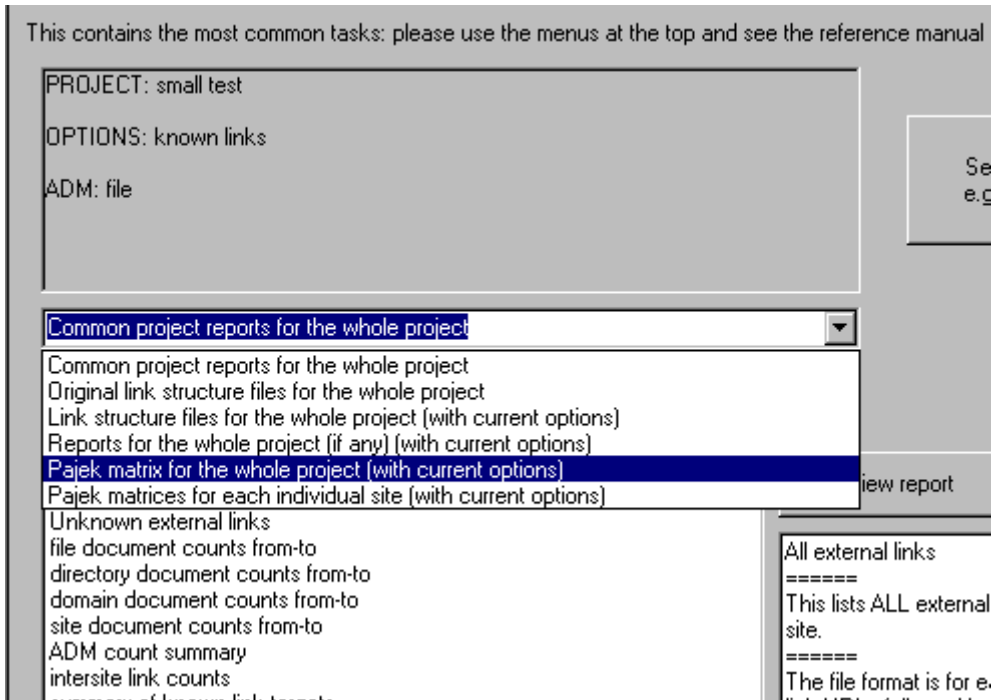 This contains the most common tasks: please use the menus at the top and see the reference manual
PROJECT: small test
OPTIONS: known links
ADM: file
Se
e.g
Common project reports for the whole project
Common project reports for the whole project
Original link structure files for the whole project
Link structure files for the whole project (with current options)
Reports for the whole project (if any) (with current options)
Pajek matrix for the whole project (with current options)
Pajek matrices for each individual site (with current options)
iew report
Unknown external links
file document counts from-to
directory document counts from-to
domain document counts from-to
site document counts from-to
ADM count summary
intersite link counts
All external links
======
This lists ALL external
site.
======
The file format is for ea